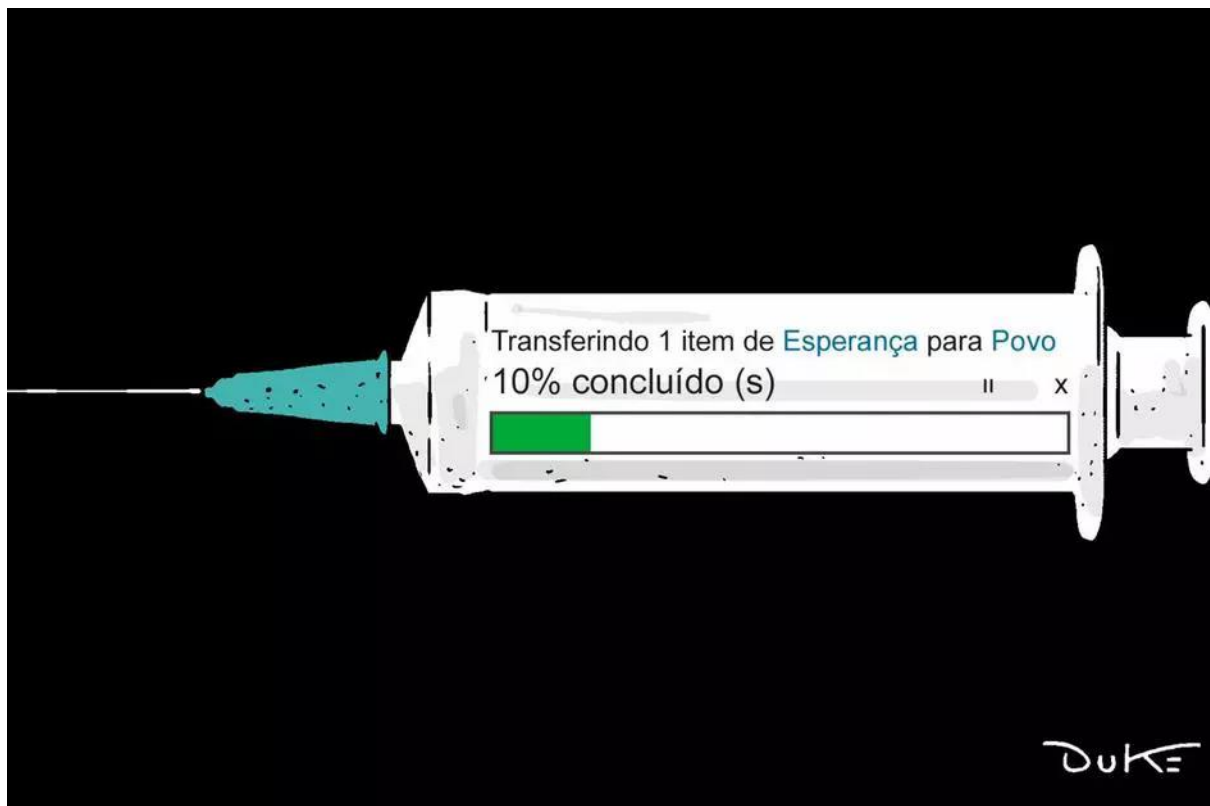 Transferindo 1 item de Esperança para Povo
10% concluído (s)
II X
DUKE